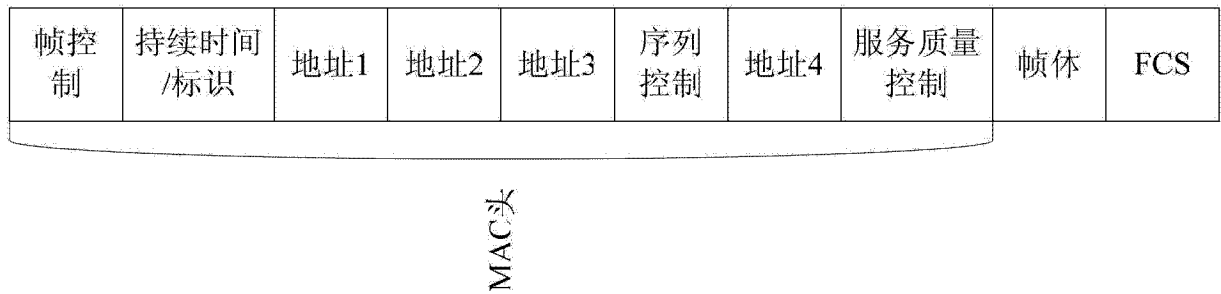 帧控
制
持续时间
/标识
地址1
地址2
地址3
序列
控制
地址4
服务质量
控制
帧体
FCS
MAC头